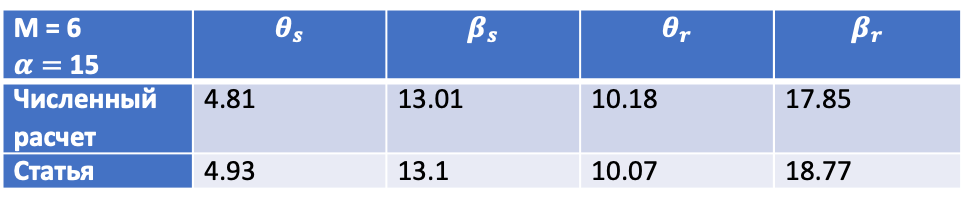 M = 6
α = 15
θs
βs
θr
βr
Численный
расчет
4.81
13.01
10.18
17.85
Статья
4.93
13.1
10.07
18.77